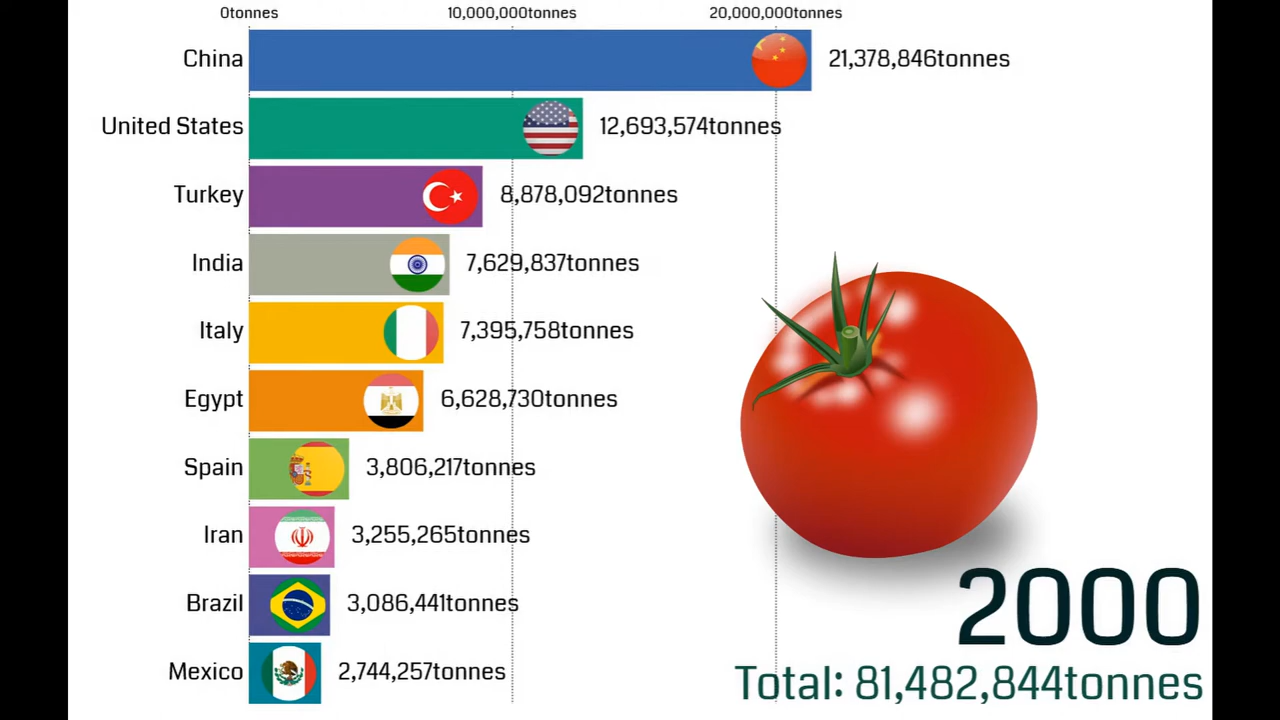 0tonnes 10,000,000tonnes 20,000,000tonnes
China 21,378,846tonnes
United States 12,693,574tonnes
Turkey 8,878,092tonnes
India 7,629,837tonnes
Italy 7,395,758tonnes
Egypt 6,628,730tonnes
Spain 3,806,217tonnes
Iran 3,255,265tonnes
Brazil 3,086,441tonnes
Mexico 2,744,257tonnes
2000
Total: 81,482,844tonnes